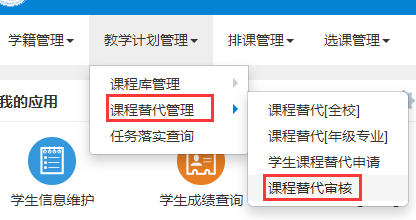 学籍管理 教学计划管理 排课管理 选课管理
课程库管理
我的应用
课程替代管理 课程替代[全校]
任务落实查询 课程替代[年级专业]
学生课程替代申请
课程替代审核
学生信息维护 学生成绩查询